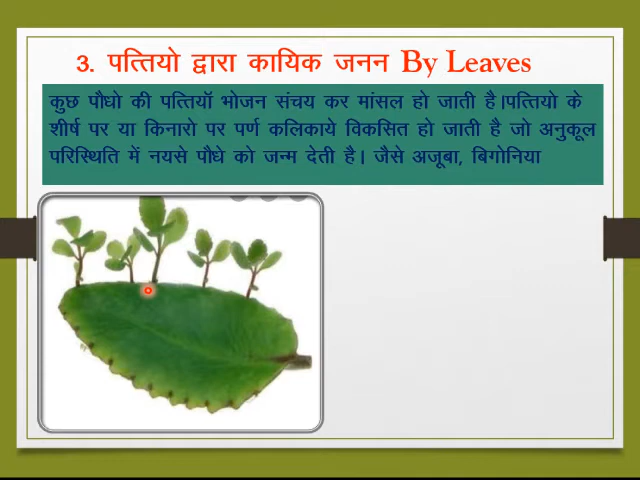 3. पत्तियो द्वारा कायिक जनन By Leaves
कुछ पौधो की पत्तियॉ भोजन संचय कर मांसल हो जाती है।पत्तियो के
शीर्ष पर या किनारो पर पर्ण कलिकाये विकसित हो जाती है जो अनुकूल
परिस्थिति में नयसे पौधे को जन्म देती है। जैसे अजूबा, बिगोनिया